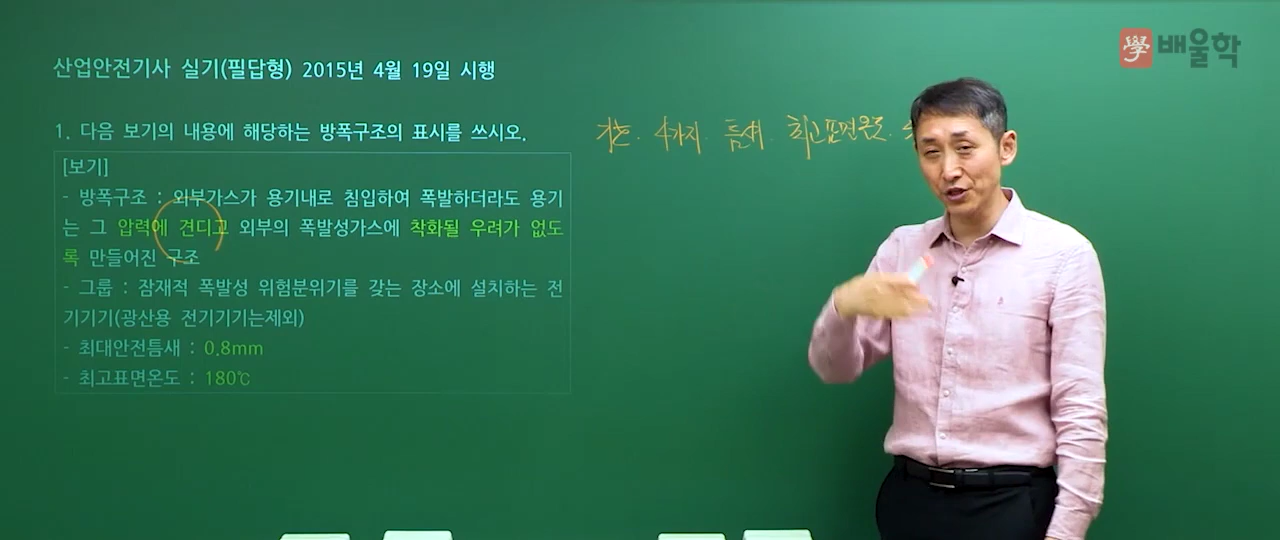 學 배울학
산업안전기사 실기(필답형) 2015년 4월 19일 시행
1. 다음 보기의 내용에 해당하는 방폭구조의 표시를 쓰시오.
4가지. 틈새. 최고표면온도.
[보기]
- 방폭구조 : 외부가스가 용기내로 침입하여 폭발하더라도 용기
는 그 압력에 견디고 외부의 폭발성가스에 착화될 우려가 없도
록 만들어진 구조
- 그룹 : 잠재적 폭발성 위험분위기를 갖는 장소에 설치하는 전
기기기(광산용 전기기기는제외)
- 최대안전틈새 : 0.8mm
- 최고표면온도 : 180℃